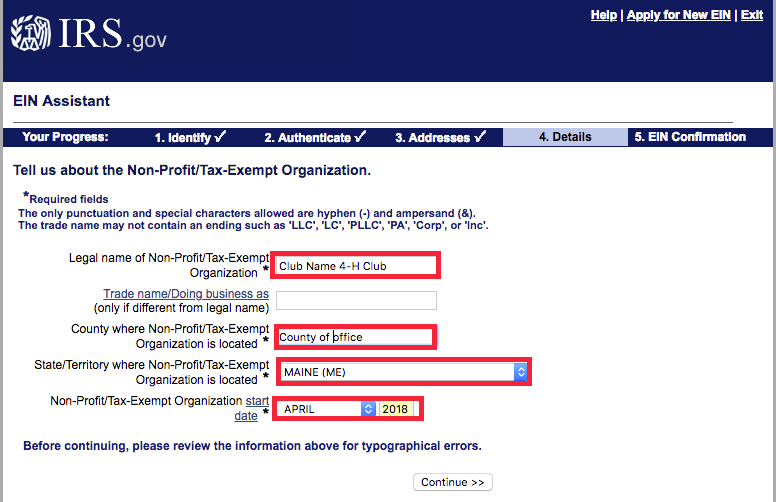 Help | Apply for New EIN | Exit
IRS.gov
EIN Assistant
Your Progress: 1. Identify ✓ 2. Authenticate ✓ 3. Addresses ✓ 4. Details 5. EIN Confirmation
Tell us about the Non-Profit/Tax-Exempt Organization.
*Required fields
The only punctuation and special characters allowed are hyphen (-) and ampersand (&).
The trade name may not contain an ending such as 'LLC', 'LC', 'PLLC', 'PA', 'Corp', or 'Inc'.
Legal name of Non-Profit/Tax-Exempt
Organization * Club Name 4-H Club
Trade name/Doing business as
(only if different from legal name)
County where Non-Profit/Tax-Exempt
Organization is located * County of office
State/Territory where Non-Profit/Tax-Exempt
Organization is located * MAINE (ME)
Non-Profit/Tax-Exempt Organization start
date * APRIL 2018
Before continuing, please review the information above for typographical errors.
Continue >>